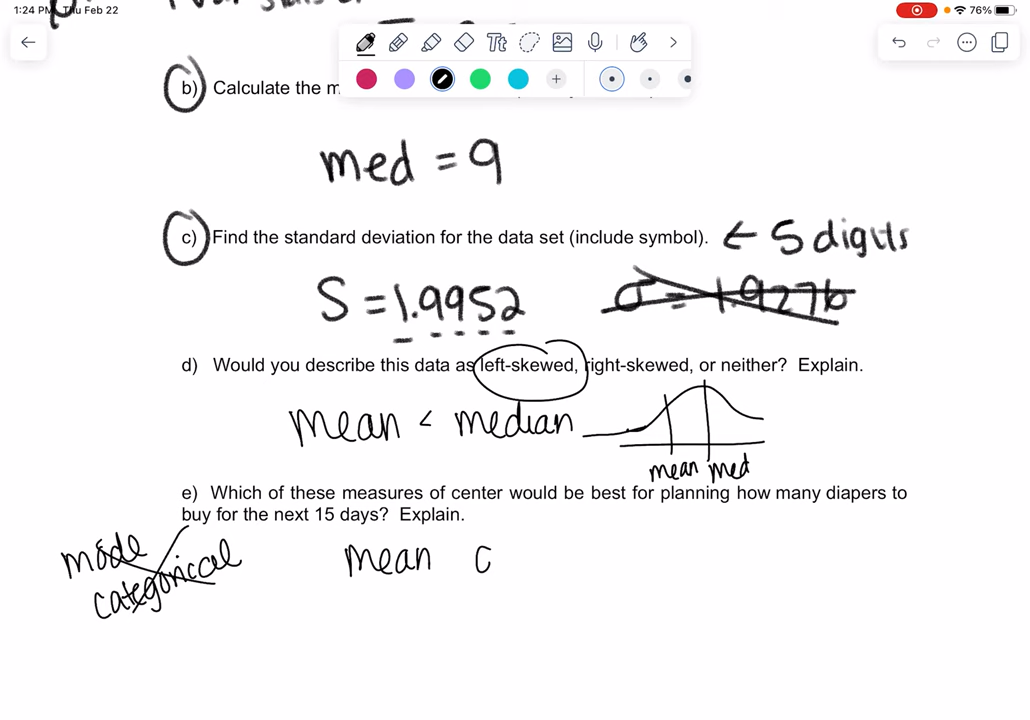 1:24 PM Thu Feb 22
76%
Tt
b) Calculate the m
med = 9
c) Find the standard deviation for the data set (include symbol). ← 5 digits
S = 1.9952 σ = 1.9276
d) Would you describe this data as left-skewed, right-skewed, or neither? Explain.
mean < median
mean med
e) Which of these measures of center would be best for planning how many diapers to
buy for the next 15 days? Explain.
mode
categorical
mean C